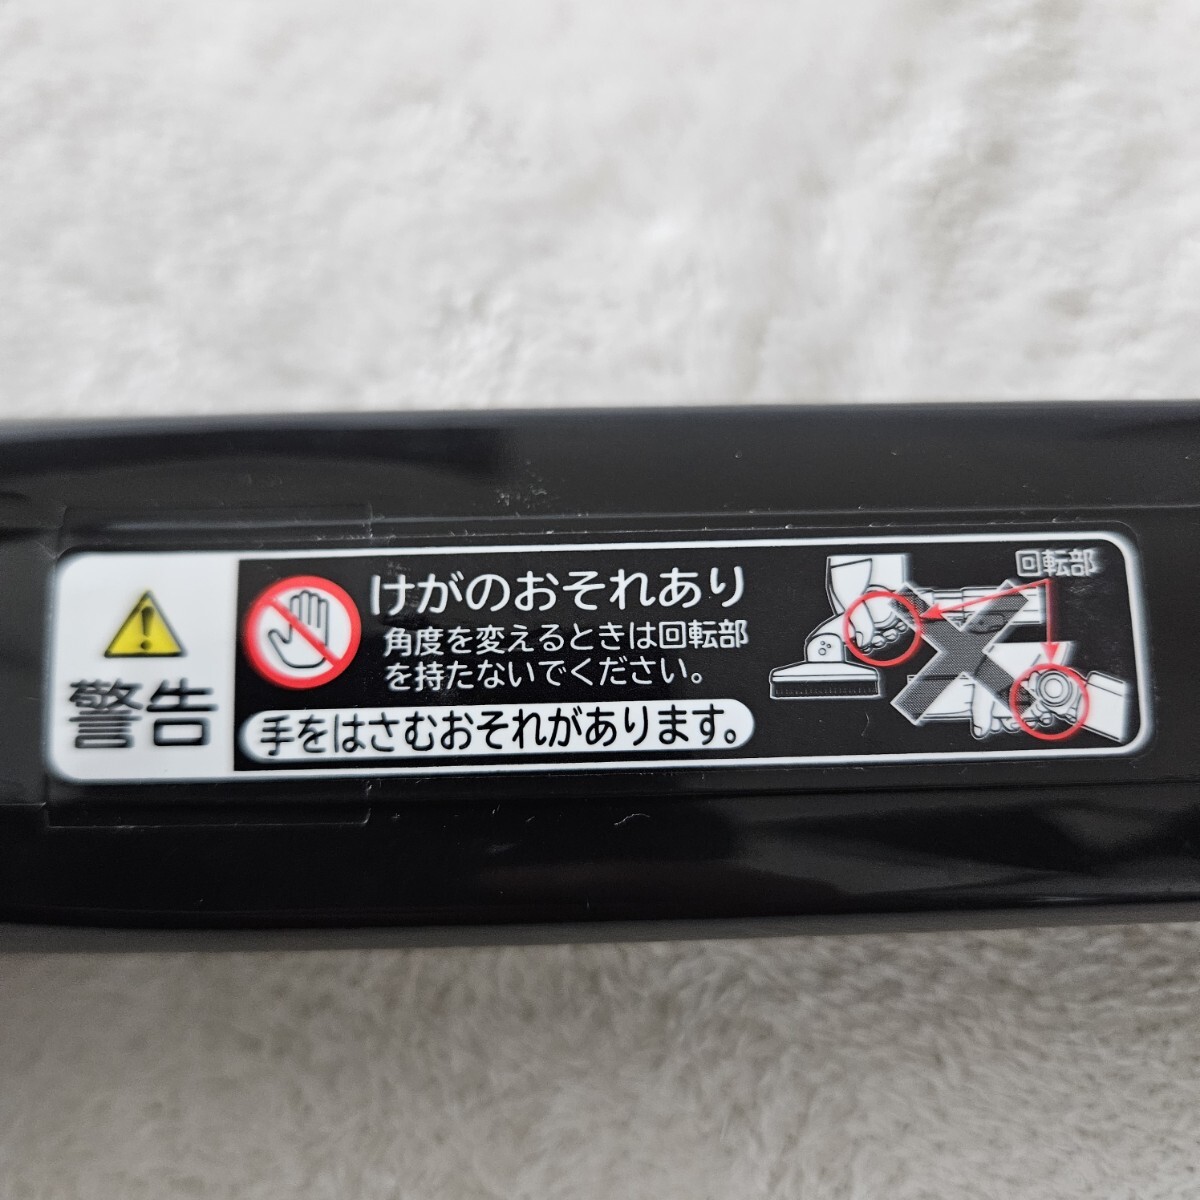 警告
けがのおそれあり
角度を変えるときは回転部
を持たないでください。
手をはさむおそれがあります。
回転部